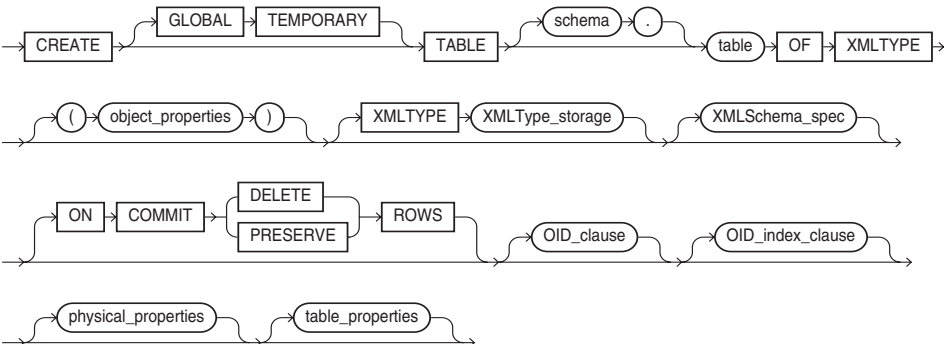 GLOBAL TEMPORARY schema .
CREATE TABLE table OF XMLTYPE
( object_properties ) XMLTYPE XMLType_storage XMLSchema_spec
DELETE
ON COMMIT ROWS
PRESERVE
OID_clause OID_index_clause
physical_properties table_properties